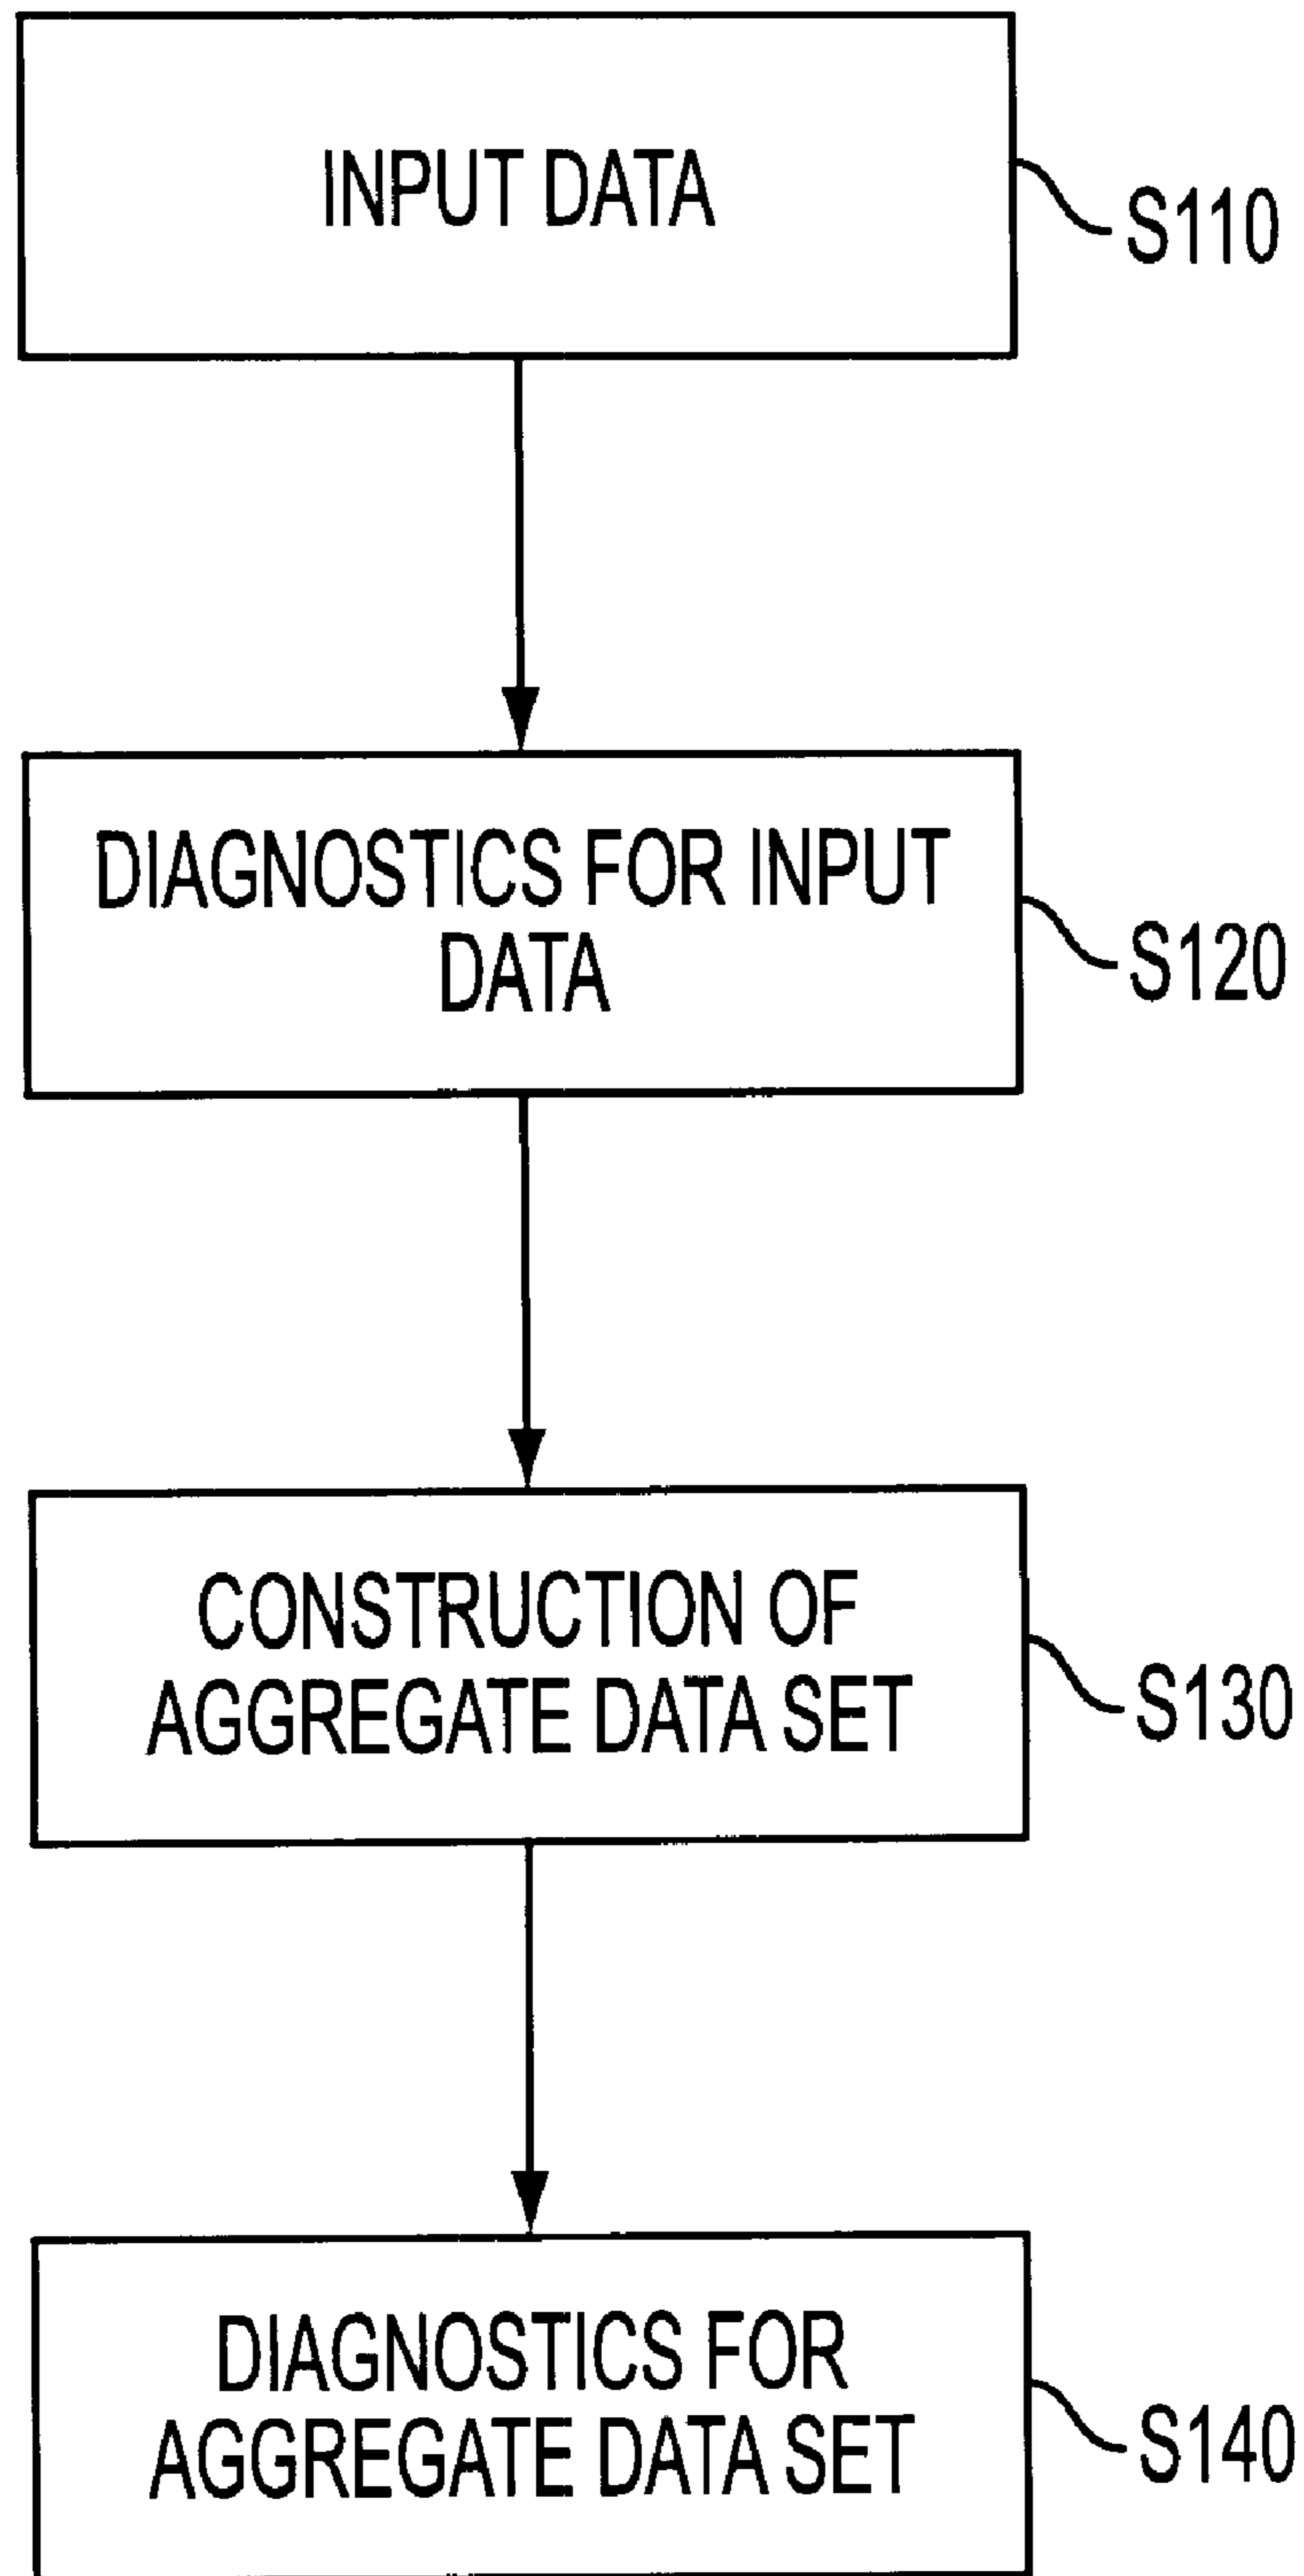 INPUT DATA
S110
DIAGNOSTICS FOR INPUT
DATA
S120
CONSTRUCTION OF
AGGREGATE DATA SET
S130
DIAGNOSTICS FOR
AGGREGATE DATA SET
S140